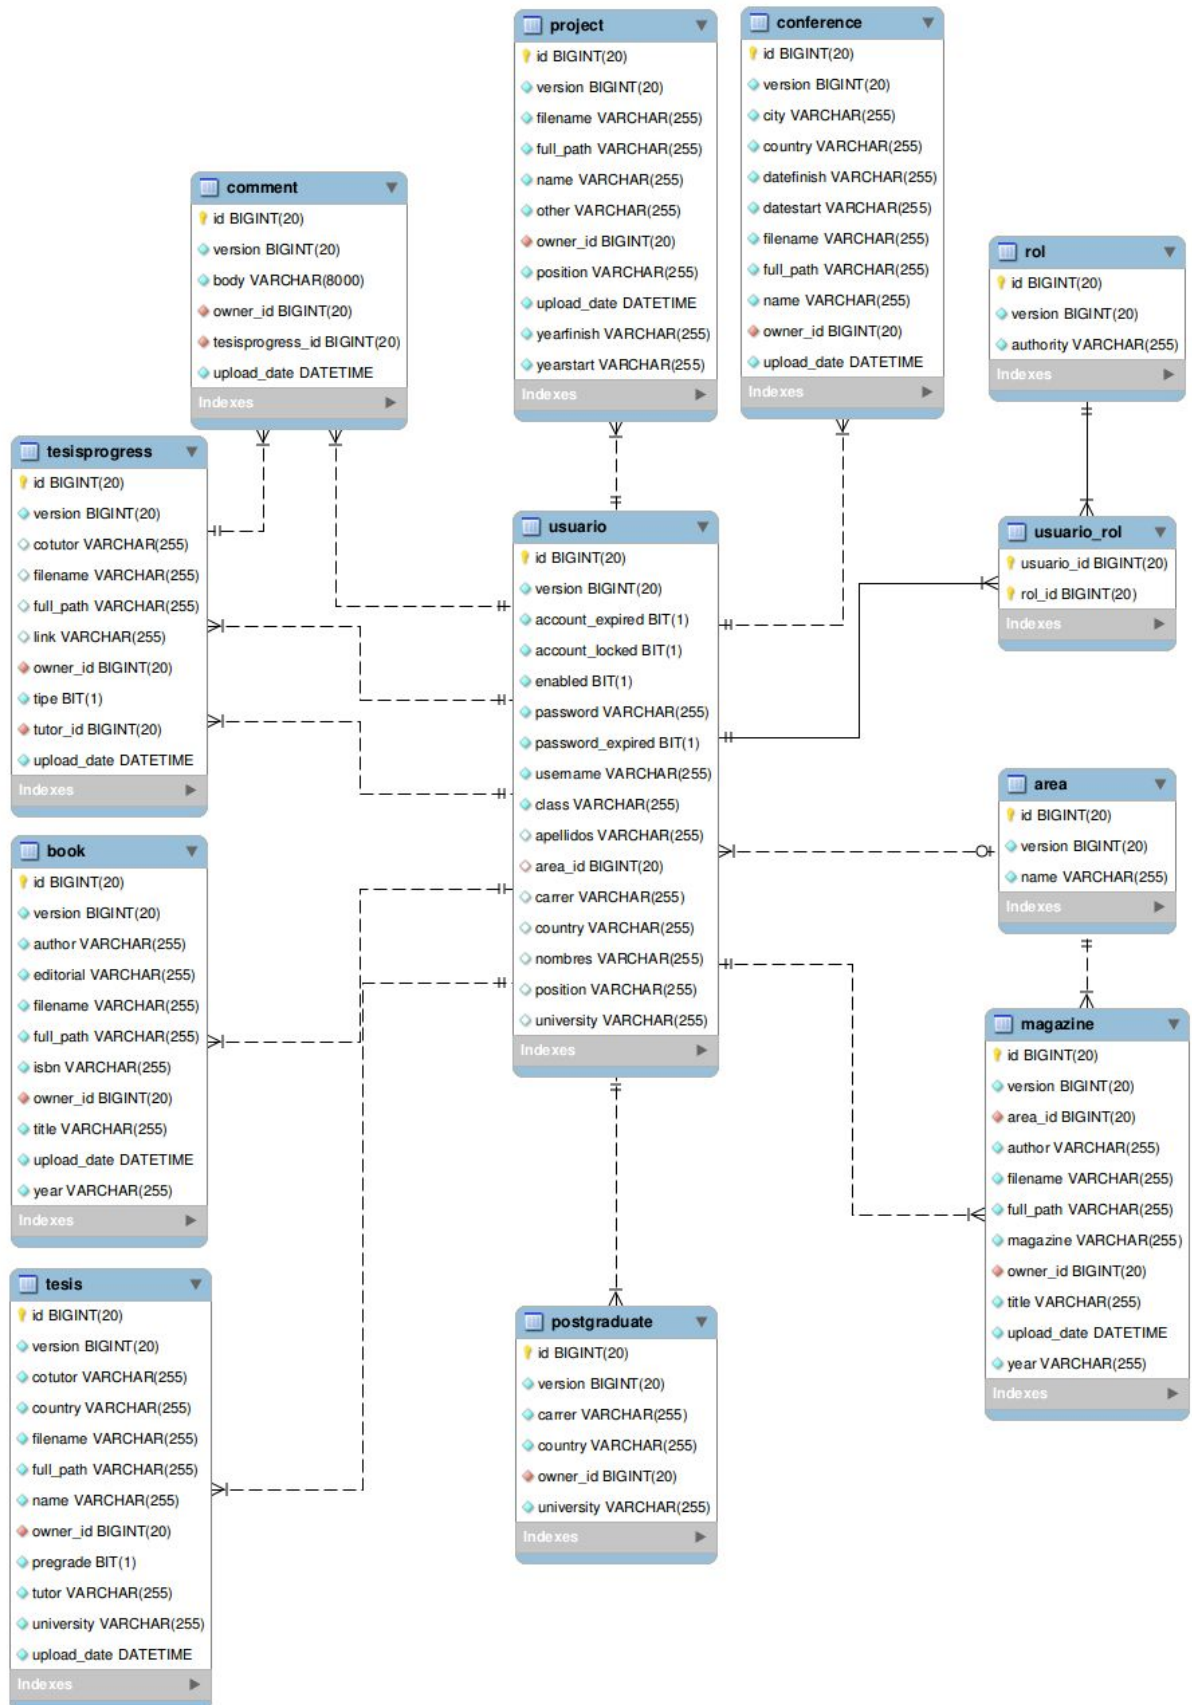 project
id BIGINT(20)
version BIGINT(20)
filename VARCHAR(255)
full_path VARCHAR(255)
name VARCHAR(255)
other VARCHAR(255)
owner_id BIGINT(20)
position VARCHAR(255)
upload_date DATETIME
yearfinish VARCHAR(255)
yearstart VARCHAR(255)
Indexes
conference
id BIGINT(20)
version BIGINT(20)
city VARCHAR(255)
country VARCHAR(255)
datefinish VARCHAR(255)
datestart VARCHAR(255)
filename VARCHAR(255)
full_path VARCHAR(255)
name VARCHAR(255)
owner_id BIGINT(20)
upload_date DATETIME
Indexes
comment
id BIGINT(20)
version BIGINT(20)
body VARCHAR(8000)
owner_id BIGINT(20)
tesisprogress_id BIGINT(20)
upload_date DATETIME
Indexes
rol
id BIGINT(20)
version BIGINT(20)
authority VARCHAR(255)
Indexes
tesisprogress
id BIGINT(20)
version BIGINT(20)
cotutor VARCHAR(255)
filename VARCHAR(255)
full_path VARCHAR(255)
link VARCHAR(255)
owner_id BIGINT(20)
tipe BIT(1)
tutor_id BIGINT(20)
upload_date DATETIME
Indexes
usuario
id BIGINT(20)
version BIGINT(20)
account_expired BIT(1)
account_locked BIT(1)
enabled BIT(1)
password VARCHAR(255)
password_expired BIT(1)
username VARCHAR(255)
class VARCHAR(255)
apellidos VARCHAR(255)
area_id BIGINT(20)
carrer VARCHAR(255)
country VARCHAR(255)
nombres VARCHAR(255)
position VARCHAR(255)
university VARCHAR(255)
Indexes
usuario_rol
usuario_id BIGINT(20)
rol_id BIGINT(20)
Indexes
area
id BIGINT(20)
version BIGINT(20)
name VARCHAR(255)
Indexes
book
id BIGINT(20)
version BIGINT(20)
author VARCHAR(255)
editorial VARCHAR(255)
filename VARCHAR(255)
full_path VARCHAR(255)
isbn VARCHAR(255)
owner_id BIGINT(20)
title VARCHAR(255)
upload_date DATETIME
year VARCHAR(255)
Indexes
magazine
id BIGINT(20)
version BIGINT(20)
area_id BIGINT(20)
author VARCHAR(255)
filename VARCHAR(255)
full_path VARCHAR(255)
magazine VARCHAR(255)
owner_id BIGINT(20)
title VARCHAR(255)
upload_date DATETIME
year VARCHAR(255)
Indexes
tesis
id BIGINT(20)
version BIGINT(20)
cotutor VARCHAR(255)
country VARCHAR(255)
filename VARCHAR(255)
full_path VARCHAR(255)
name VARCHAR(255)
owner_id BIGINT(20)
pregrade BIT(1)
tutor VARCHAR(255)
university VARCHAR(255)
upload_date DATETIME
Indexes
postgraduate
id BIGINT(20)
version BIGINT(20)
carrer VARCHAR(255)
country VARCHAR(255)
owner_id BIGINT(20)
university VARCHAR(255)
Indexes